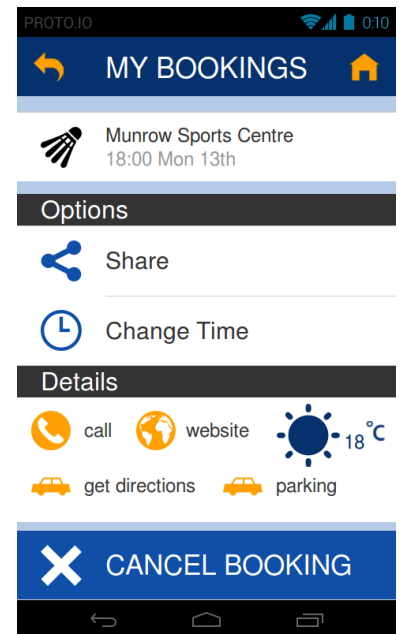 PROTO.IO 0:10
MY BOOKINGS
Munrow Sports Centre
18:00 Mon 13th
Options
Share
Change Time
Details
call website 18°C
get directions parking
CANCEL BOOKING